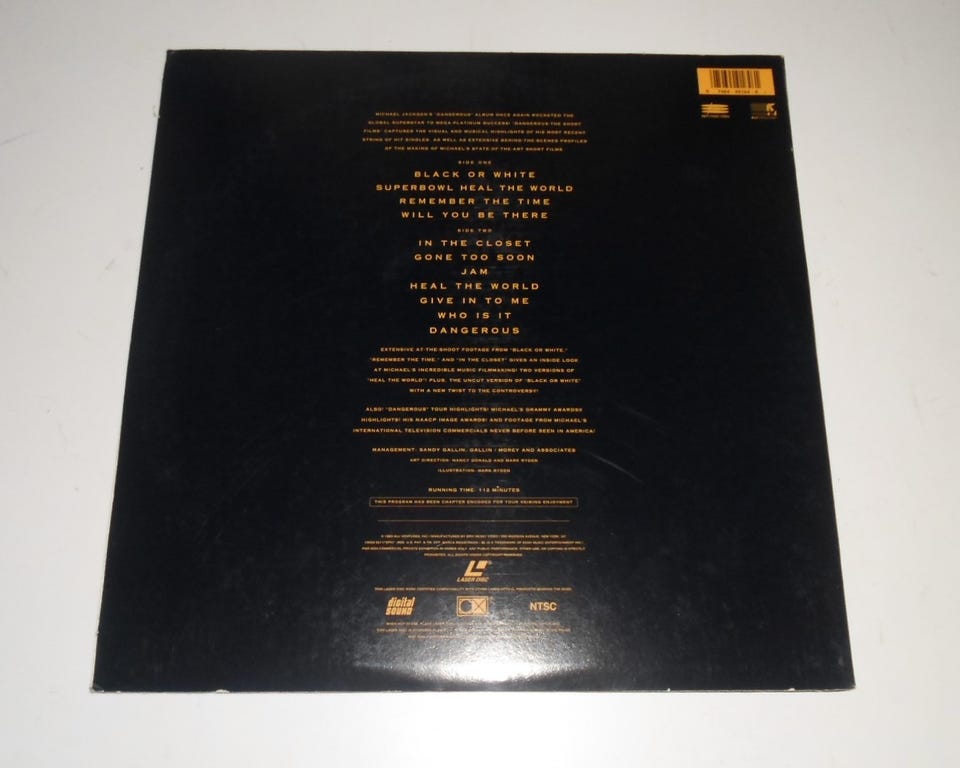 MICHAEL JACKSON'S "DANGEROUS" ALBUM ONCE AGAIN ROCKETED THE
GLOBAL SUPERSTAR TO MEGA-PLATINUM SUCCESS! "DANGEROUS-THE SHORT
FILMS" CAPTURES THE VISUAL AND MUSICAL HIGHLIGHTS OF HIS MOST RECENT
STRING OF HIT SINGLES, AS WELL AS EXTENSIVE BEHIND-THE-SCENES PROFILES
OF THE MAKING OF MICHAEL'S STATE-OF-THE-ART SHORT FILMS.
SIDE ONE
BLACK OR WHITE
SUPERBOWL HEAL THE WORLD
REMEMBER THE TIME
WILL YOU BE THERE
SIDE TWO
IN THE CLOSET
GONE TOO SOON
JAM
HEAL THE WORLD
GIVE IN TO ME
WHO IS IT
DANGEROUS
EXTENSIVE AT-THE-SHOOT FOOTAGE FROM "BLACK OR WHITE,"
"REMEMBER THE TIME," AND "IN THE CLOSET" GIVES AN INSIDE LOOK
AT MICHAEL'S INCREDIBLE MUSIC FILMMAKING! TWO VERSIONS OF
"HEAL THE WORLD"! PLUS, THE UNCUT VERSION OF "BLACK OR WHITE"
WITH A NEW TWIST TO THE CONTROVERSY!
ALSO! "DANGEROUS" TOUR HIGHLIGHTS! MICHAEL'S GRAMMY AWARDS®
HIGHLIGHTS! HIS NAACP IMAGE AWARDS! AND FOOTAGE FROM MICHAEL'S
INTERNATIONAL TELEVISION COMMERCIALS NEVER BEFORE SEEN IN AMERICA!
MANAGEMENT: SANDY GALLIN, GALLIN / MOREY AND ASSOCIATES
ART DIRECTION: NANCY DONALD AND MARK RYDEN
ILLUSTRATION: MARK RYDEN
RUNNING TIME: 112 MINUTES
THIS PROGRAM HAS BEEN CHAPTER ENCODED FOR YOUR VIEWING ENJOYMENT
LASER DISC
digital SOUND
CX
NTSC